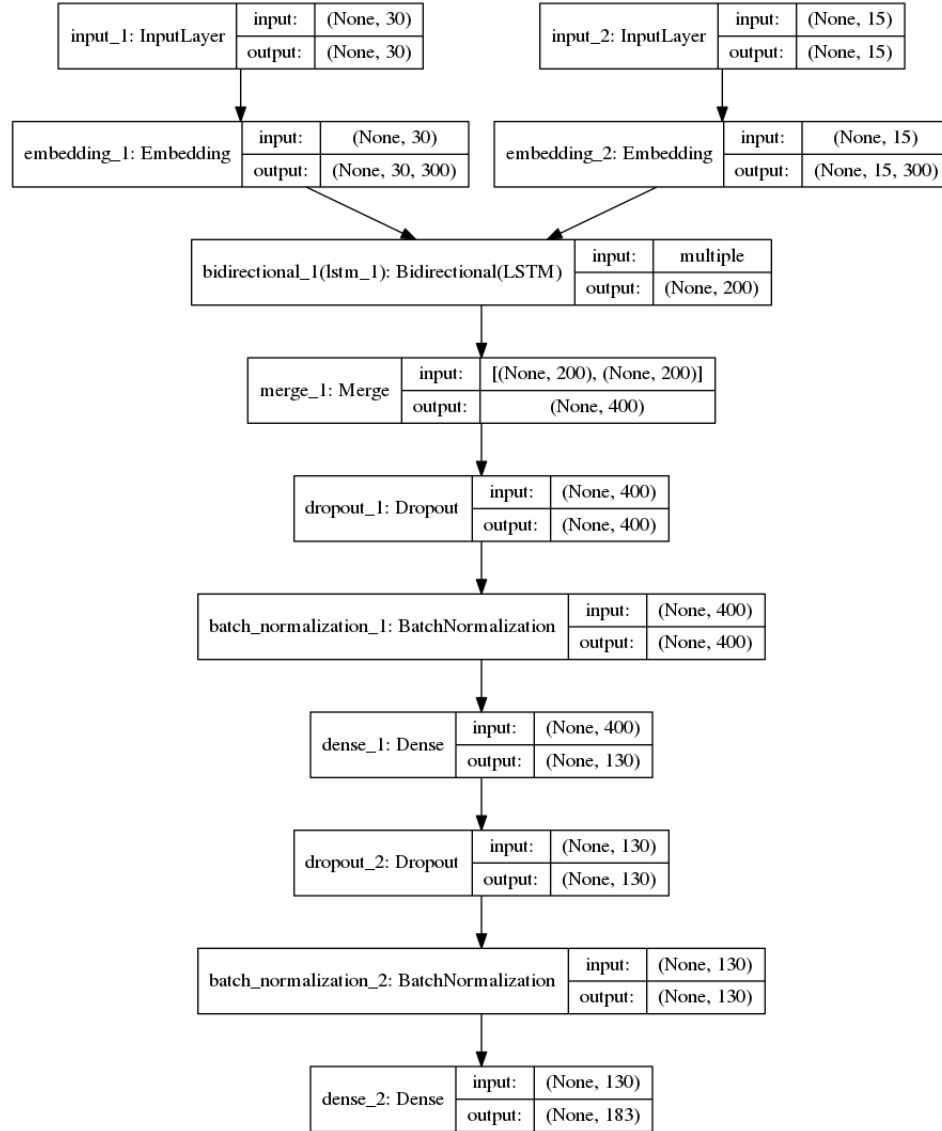 input_1: InputLayer
input: (None, 30)
output: (None, 30)
input_2: InputLayer
input: (None, 15)
output: (None, 15)
embedding_1: Embedding
input: (None, 30)
output: (None, 30, 300)
embedding_2: Embedding
input: (None, 15)
output: (None, 15, 300)
bidirectional_1(lstm_1): Bidirectional(LSTM)
input: multiple
output: (None, 200)
merge_1: Merge
input: [(None, 200), (None, 200)]
output: (None, 400)
dropout_1: Dropout
input: (None, 400)
output: (None, 400)
batch_normalization_1: BatchNormalization
input: (None, 400)
output: (None, 400)
dense_1: Dense
input: (None, 400)
output: (None, 130)
dropout_2: Dropout
input: (None, 130)
output: (None, 130)
batch_normalization_2: BatchNormalization
input: (None, 130)
output: (None, 130)
dense_2: Dense
input: (None, 130)
output: (None, 183)